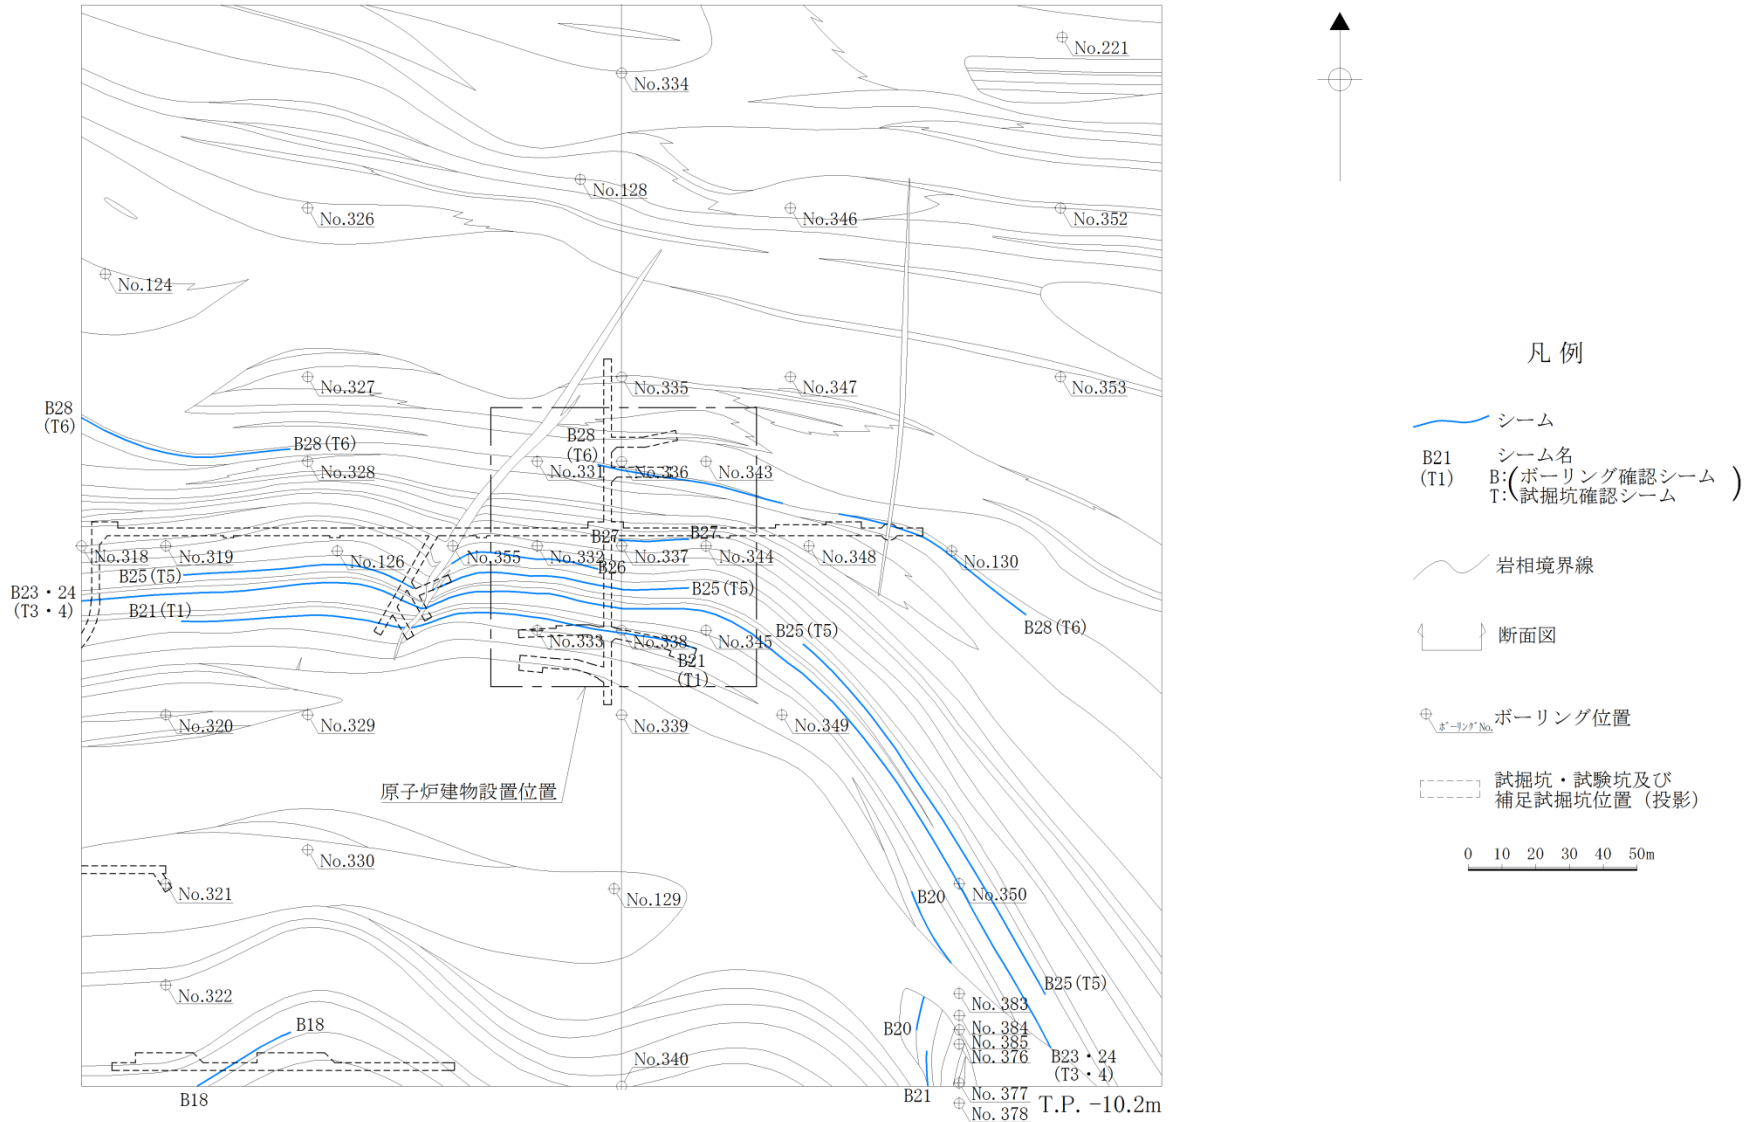 No.221
No.334
No.128
No.326
No.346
No.352
No.124
No.327
No.335
No.347
No.353
B28
(T6)
B28(T6)
B28
(T6)
No.328
No.331
No.336
No.343
No.318
No.319
No.126
No.355
No.332
B27
B27
No.337
No.344
No.348
No.130
B26
B25(T5)
B25(T5)
B23・24
(T3・4)
B21(T1)
B25(T5)
B28(T6)
No.333
No.338
No.345
B21
(T1)
No.320
No.329
No.339
No.349
原子炉建物設置位置
No.330
No.321
No.129
B20
No.350
No.322
B25(T5)
No.383
B18
B20
No.384
No.385
No.376
B23・24
(T3・4)
No.340
B18
B21
No.377
No.378
T.P. -10.2m
凡例
シーム
B21
(T1)
シーム名
B:(ボーリング確認シーム
T:(試掘坑確認シーム)
岩相境界線
断面図
ボーリングNo.
ボーリング位置
試掘坑・試験坑及び
補足試掘坑位置（投影）
0 10 20 30 40 50m